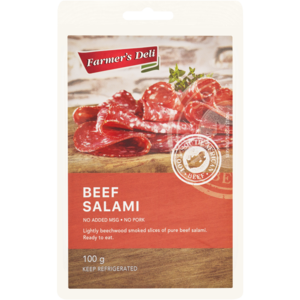 Farmer's Deli
BEEF
SALAMI
NO ADDED MSG • NO PORK
Lightly beechwood smoked slices of pure beef salami.
Ready to eat.
100 g
KEEP REFRIGERATED